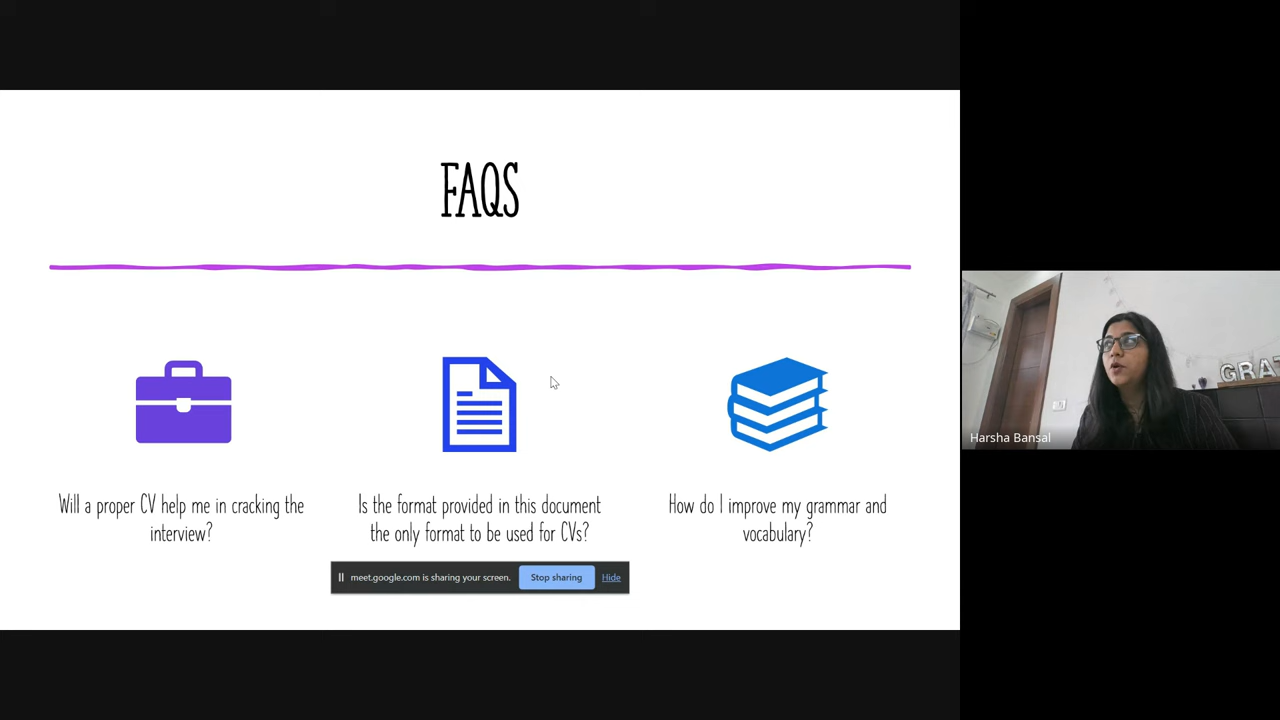 FAQS
Will a proper CV help me in cracking the
interview?
Is the format provided in this document
the only format to be used for CVs?
How do I improve my grammar and
vocabulary?
meet.google.com is sharing your screen.
Stop sharing
Hide
GRAT
Harsha Bansal